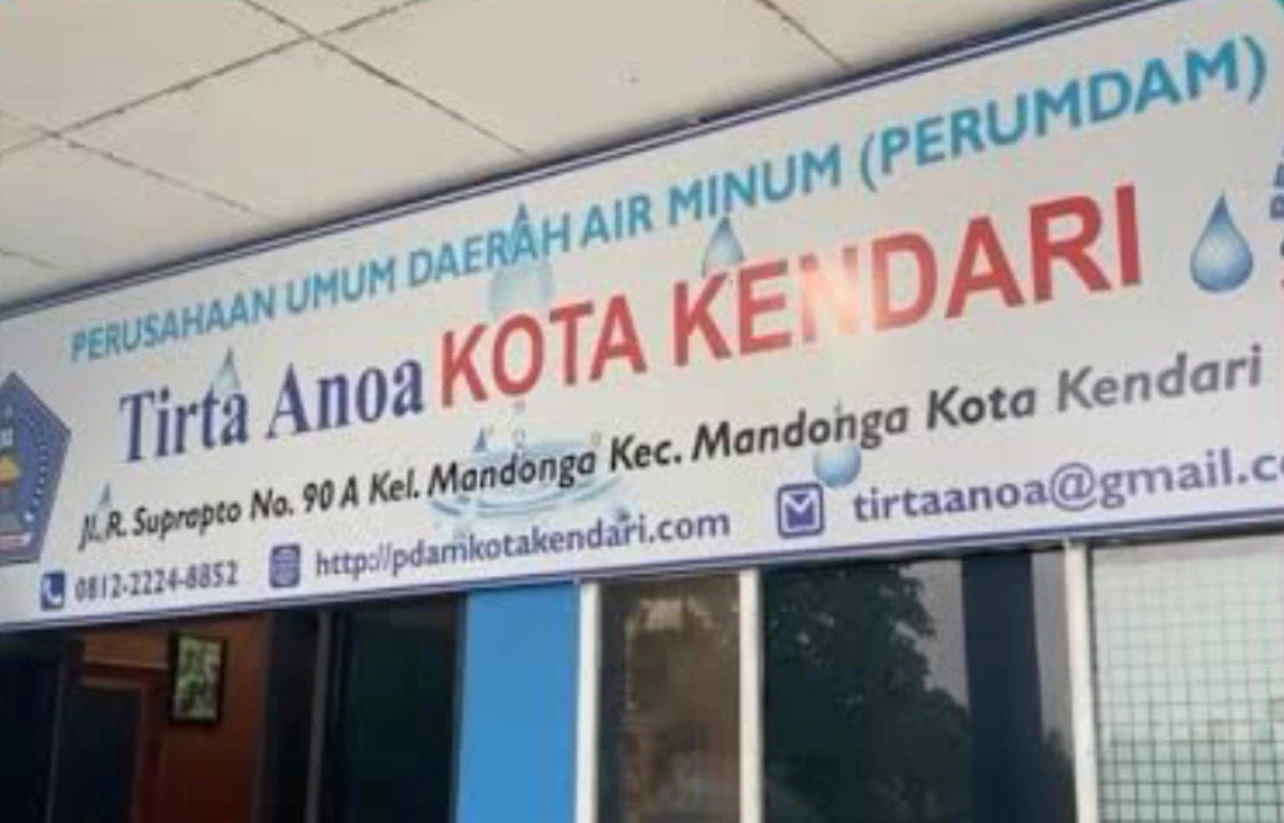 PERUSAHAAN UMUM DAERAH AIR MINUM (PERUMDAM)
Tirta Anoa KOTA KENDARI
Jl. R. Suprapto No. 90 A Kel. Mandonga Kec. Mandonga Kota Kendari
0812-2224-8852 http://pdamkotakendari.com tirtaanoa@gmail.c